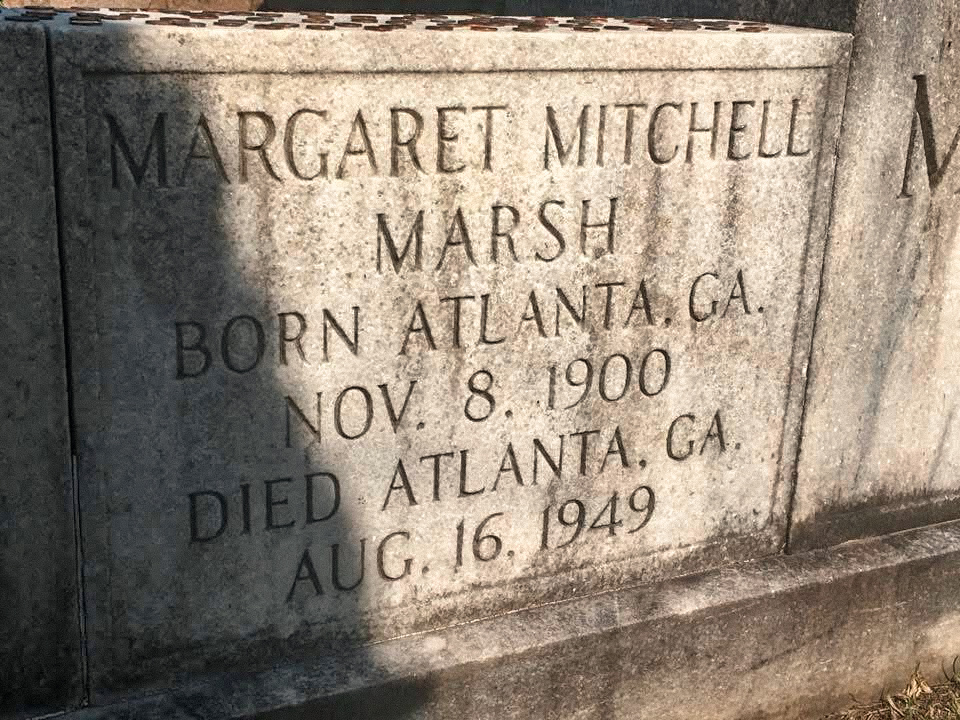 MARGARET MITCHELL
MARSH
BORN ATLANTA, GA.
NOV. 8, 1900
DIED ATLANTA, GA.
AUG. 16, 1949
M